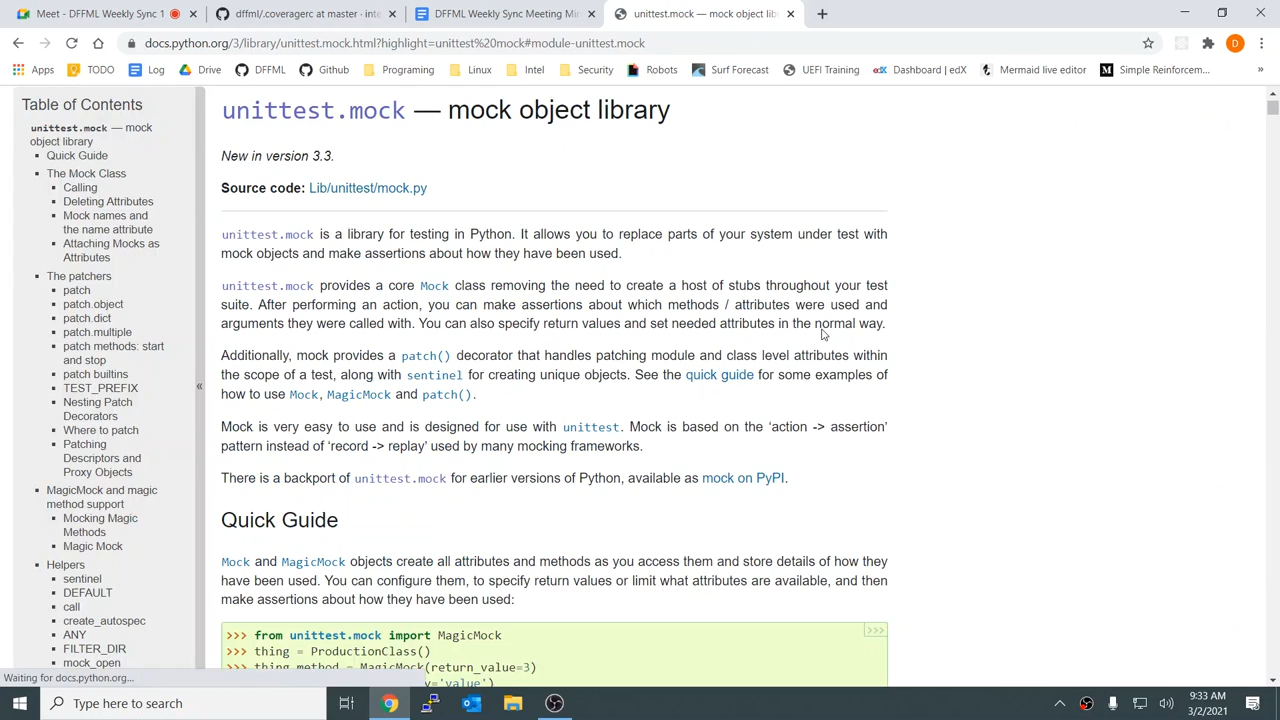 Meet - DFFML Weekly Sync 1
dffml/.coveragerc at master · inte
DFFML Weekly Sync Meeting Min
unittest.mock — mock object libr
docs.python.org/3/library/unittest.mock.html?highlight=unittest%20mock#module-unittest.mock
D
Apps TODO Log Drive DFFML Github Programing Linux Intel Security Robots Surf Forecast UEFI Training Dashboard | edX Mermaid live editor Simple Reinforcem... »
Table of Contents
unittest.mock — mock
object library
Quick Guide
The Mock Class
Calling
Deleting Attributes
Mock names and
the name attribute
Attaching Mocks as
Attributes
The patchers
patch
patch.object
patch.dict
patch.multiple
patch methods: start
and stop
patch builtins
TEST_PREFIX
Nesting Patch
Decorators
Where to patch
Patching
Descriptors and
Proxy Objects
MagicMock and magic
method support
Mocking Magic
Methods
Magic Mock
Helpers
sentinel
DEFAULT
call
create_autospec
ANY
FILTER_DIR
mock_open
«
unittest.mock — mock object library
New in version 3.3.
Source code: Lib/unittest/mock.py
unittest.mock is a library for testing in Python. It allows you to replace parts of your system under test with
mock objects and make assertions about how they have been used.
unittest.mock provides a core Mock class removing the need to create a host of stubs throughout your test
suite. After performing an action, you can make assertions about which methods / attributes were used and
arguments they were called with. You can also specify return values and set needed attributes in the normal way.
Additionally, mock provides a patch() decorator that handles patching module and class level attributes within
the scope of a test, along with sentinel for creating unique objects. See the quick guide for some examples of
how to use Mock, MagicMock and patch().
Mock is very easy to use and is designed for use with unittest. Mock is based on the ‘action -> assertion’
pattern instead of ‘record -> replay’ used by many mocking frameworks.
There is a backport of unittest.mock for earlier versions of Python, available as mock on PyPI.
Quick Guide
Mock and MagicMock objects create all attributes and methods as you access them and store details of how they
have been used. You can configure them, to specify return values or limit what attributes are available, and then
make assertions about how they have been used:
>>>
>>> from unittest.mock import MagicMock
>>> thing = ProductionClass()
>>> thing.method = MagicMock(return_value=3)
y='value')
Waiting for docs.python.org...
Type here to search
9:33 AM
3/2/2021